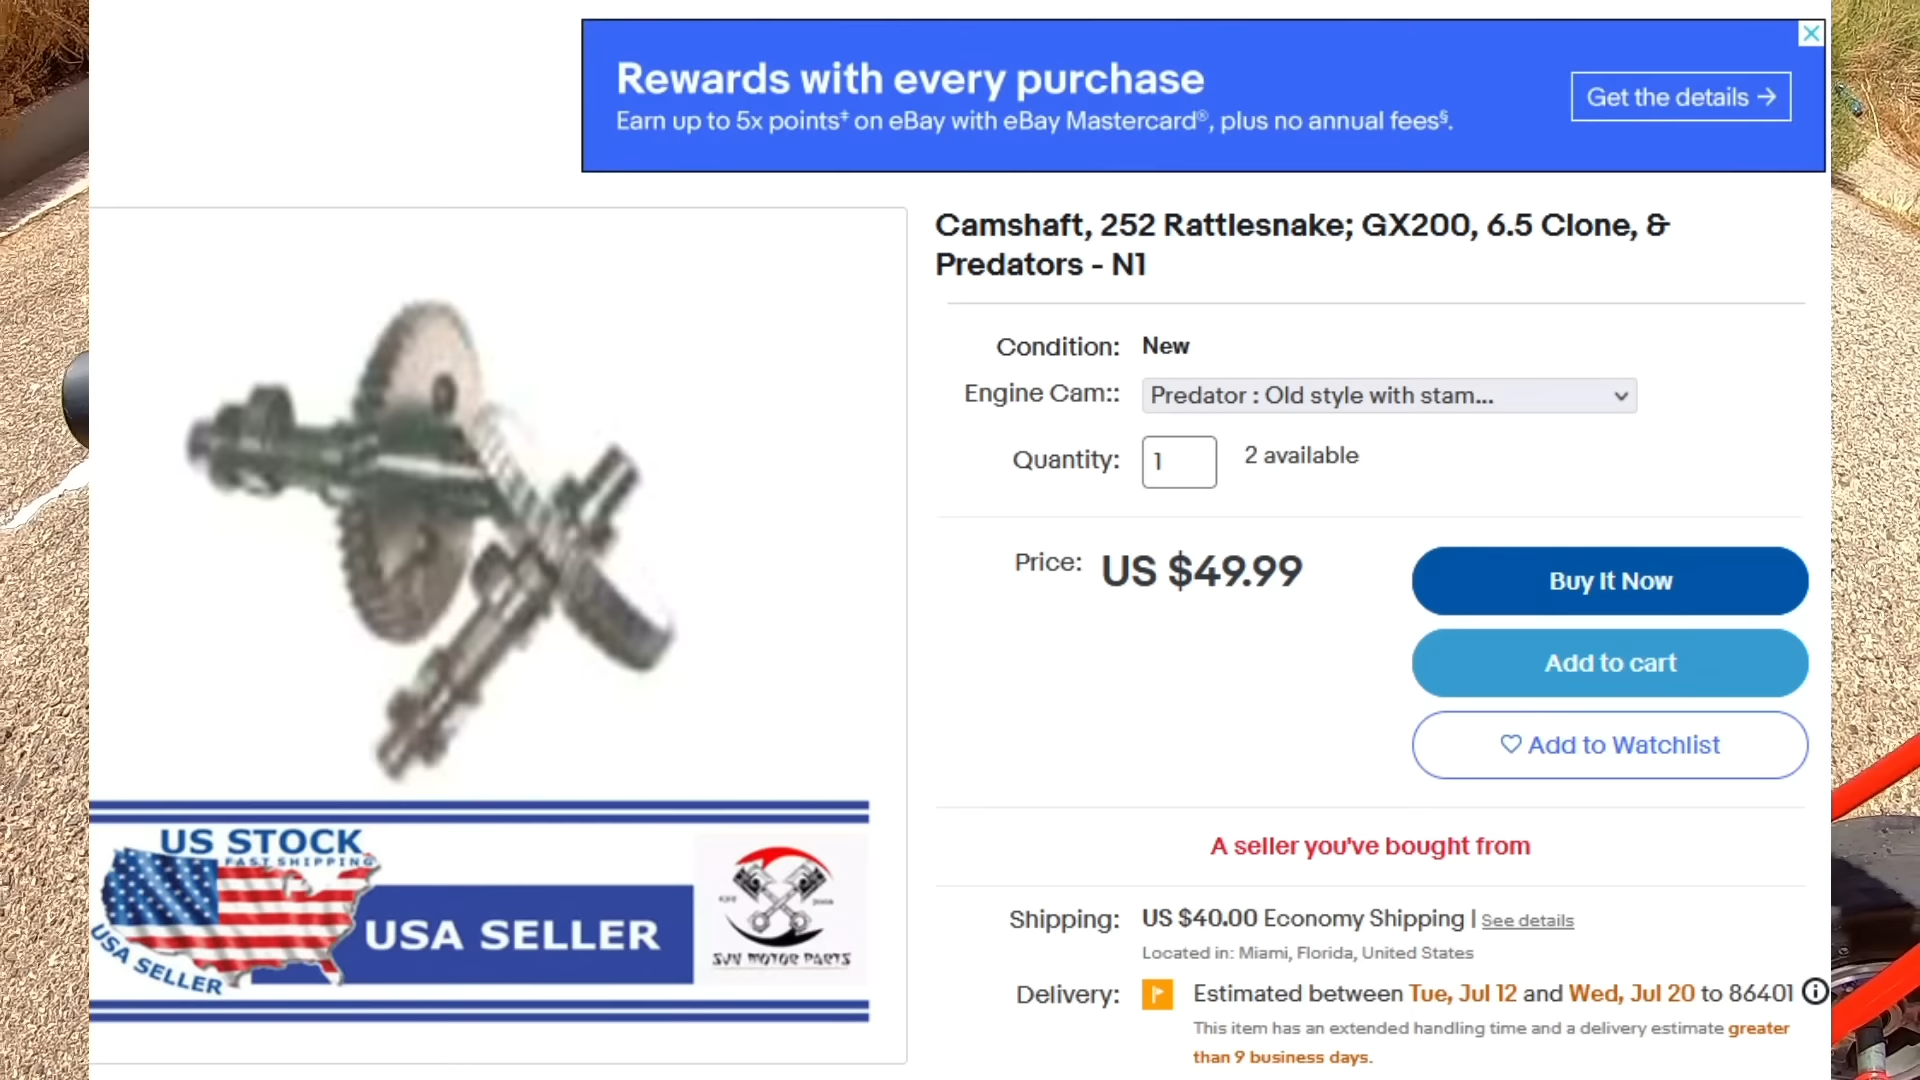 Rewards with every purchase
Earn up to 5x points‡ on eBay with eBay Mastercard®, plus no annual fees§.
Get the details →
Camshaft, 252 Rattlesnake; GX200, 6.5 Clone, &
Predators - N1
Condition: New
Engine Cam:: Predator : Old style with stam...
Quantity: 1 2 available
Price: US $49.99
Buy It Now
Add to cart
Add to Watchlist
A seller you've bought from
Shipping: US $40.00 Economy Shipping | See details
Located in: Miami, Florida, United States
Delivery: Estimated between Tue, Jul 12 and Wed, Jul 20 to 86401
This item has an extended handling time and a delivery estimate greater
than 9 business days.
US STOCK
FAST SHIPPING
USA SELLER
USA SELLER
MOTOR PARTS